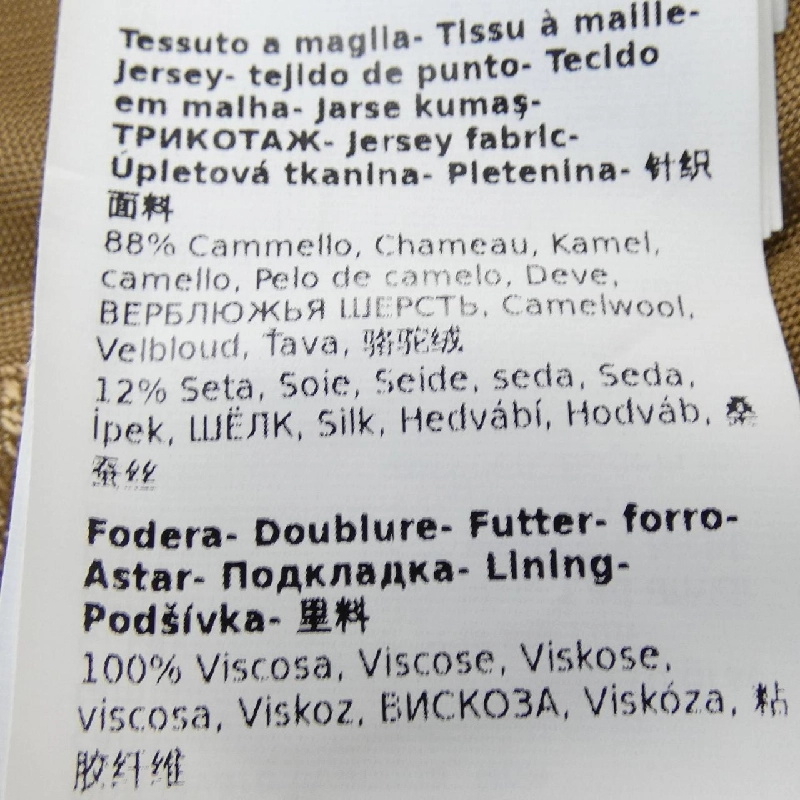 Tessuto a maglia- Tissu à maille-
Jersey- tejido de punto- Tecido
em malha- Jarse kumaş-
ТРИКОТАЖ- Jersey fabric-
Úpletová tkanina- Pletenina- 针织
面料
88% Cammello, Chameau, Kamel,
camello, Pelo de camelo, Deve,
ВЕРБЛЮЖЬЯ ШЕРСТЬ, Camelwool,
Velbloud, Ťava, 骆驼绒
12% Seta, Soie, Seide, seda, Seda,
İpek, ШЁЛК, Silk, Hedvábí, Hodváb, 桑
蚕丝
Fodera- Doublure- Futter- forro-
Astar- Подкладка- Lining-
Podšívka- 里料
100% Viscosa, Viscose, Viskose,
viscosa, Viskoz, ВИСКОЗА, Viskóza, 粘
胶纤维